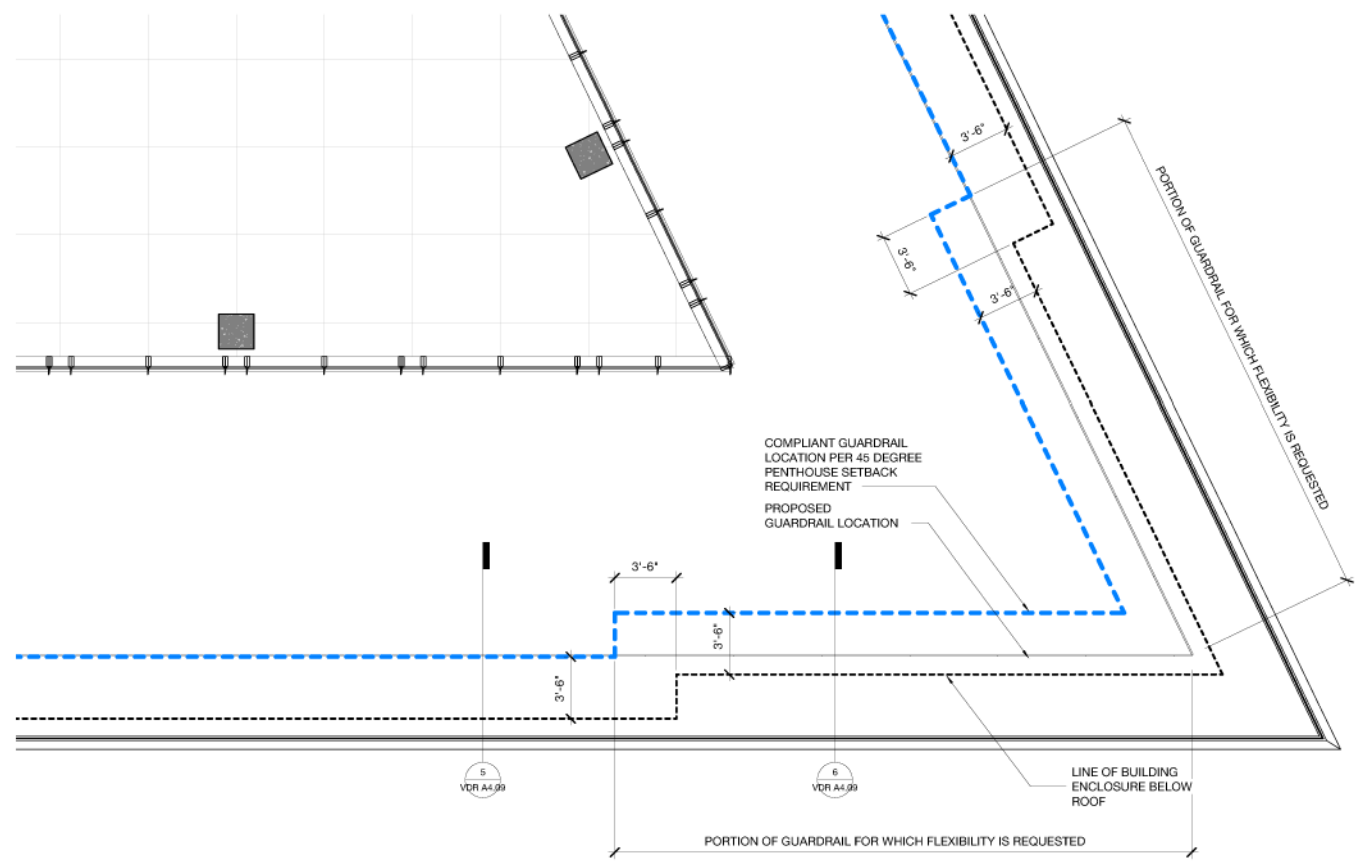 3'-6"
PORTION OF GUARDRAIL FOR WHICH FLEXIBILITY IS REQUESTED
3'-6"
3'-6"
COMPLIANT GUARDRAIL
LOCATION PER 45 DEGREE
PENTHOUSE SETBACK
REQUIREMENT
PROPOSED
GUARDRAIL LOCATION
3'-6"
3'-6"
3'-6"
5
VDR A4.09
6
VDR A4.09
LINE OF BUILDING
ENCLOSURE BELOW
ROOF
PORTION OF GUARDRAIL FOR WHICH FLEXIBILITY IS REQUESTED